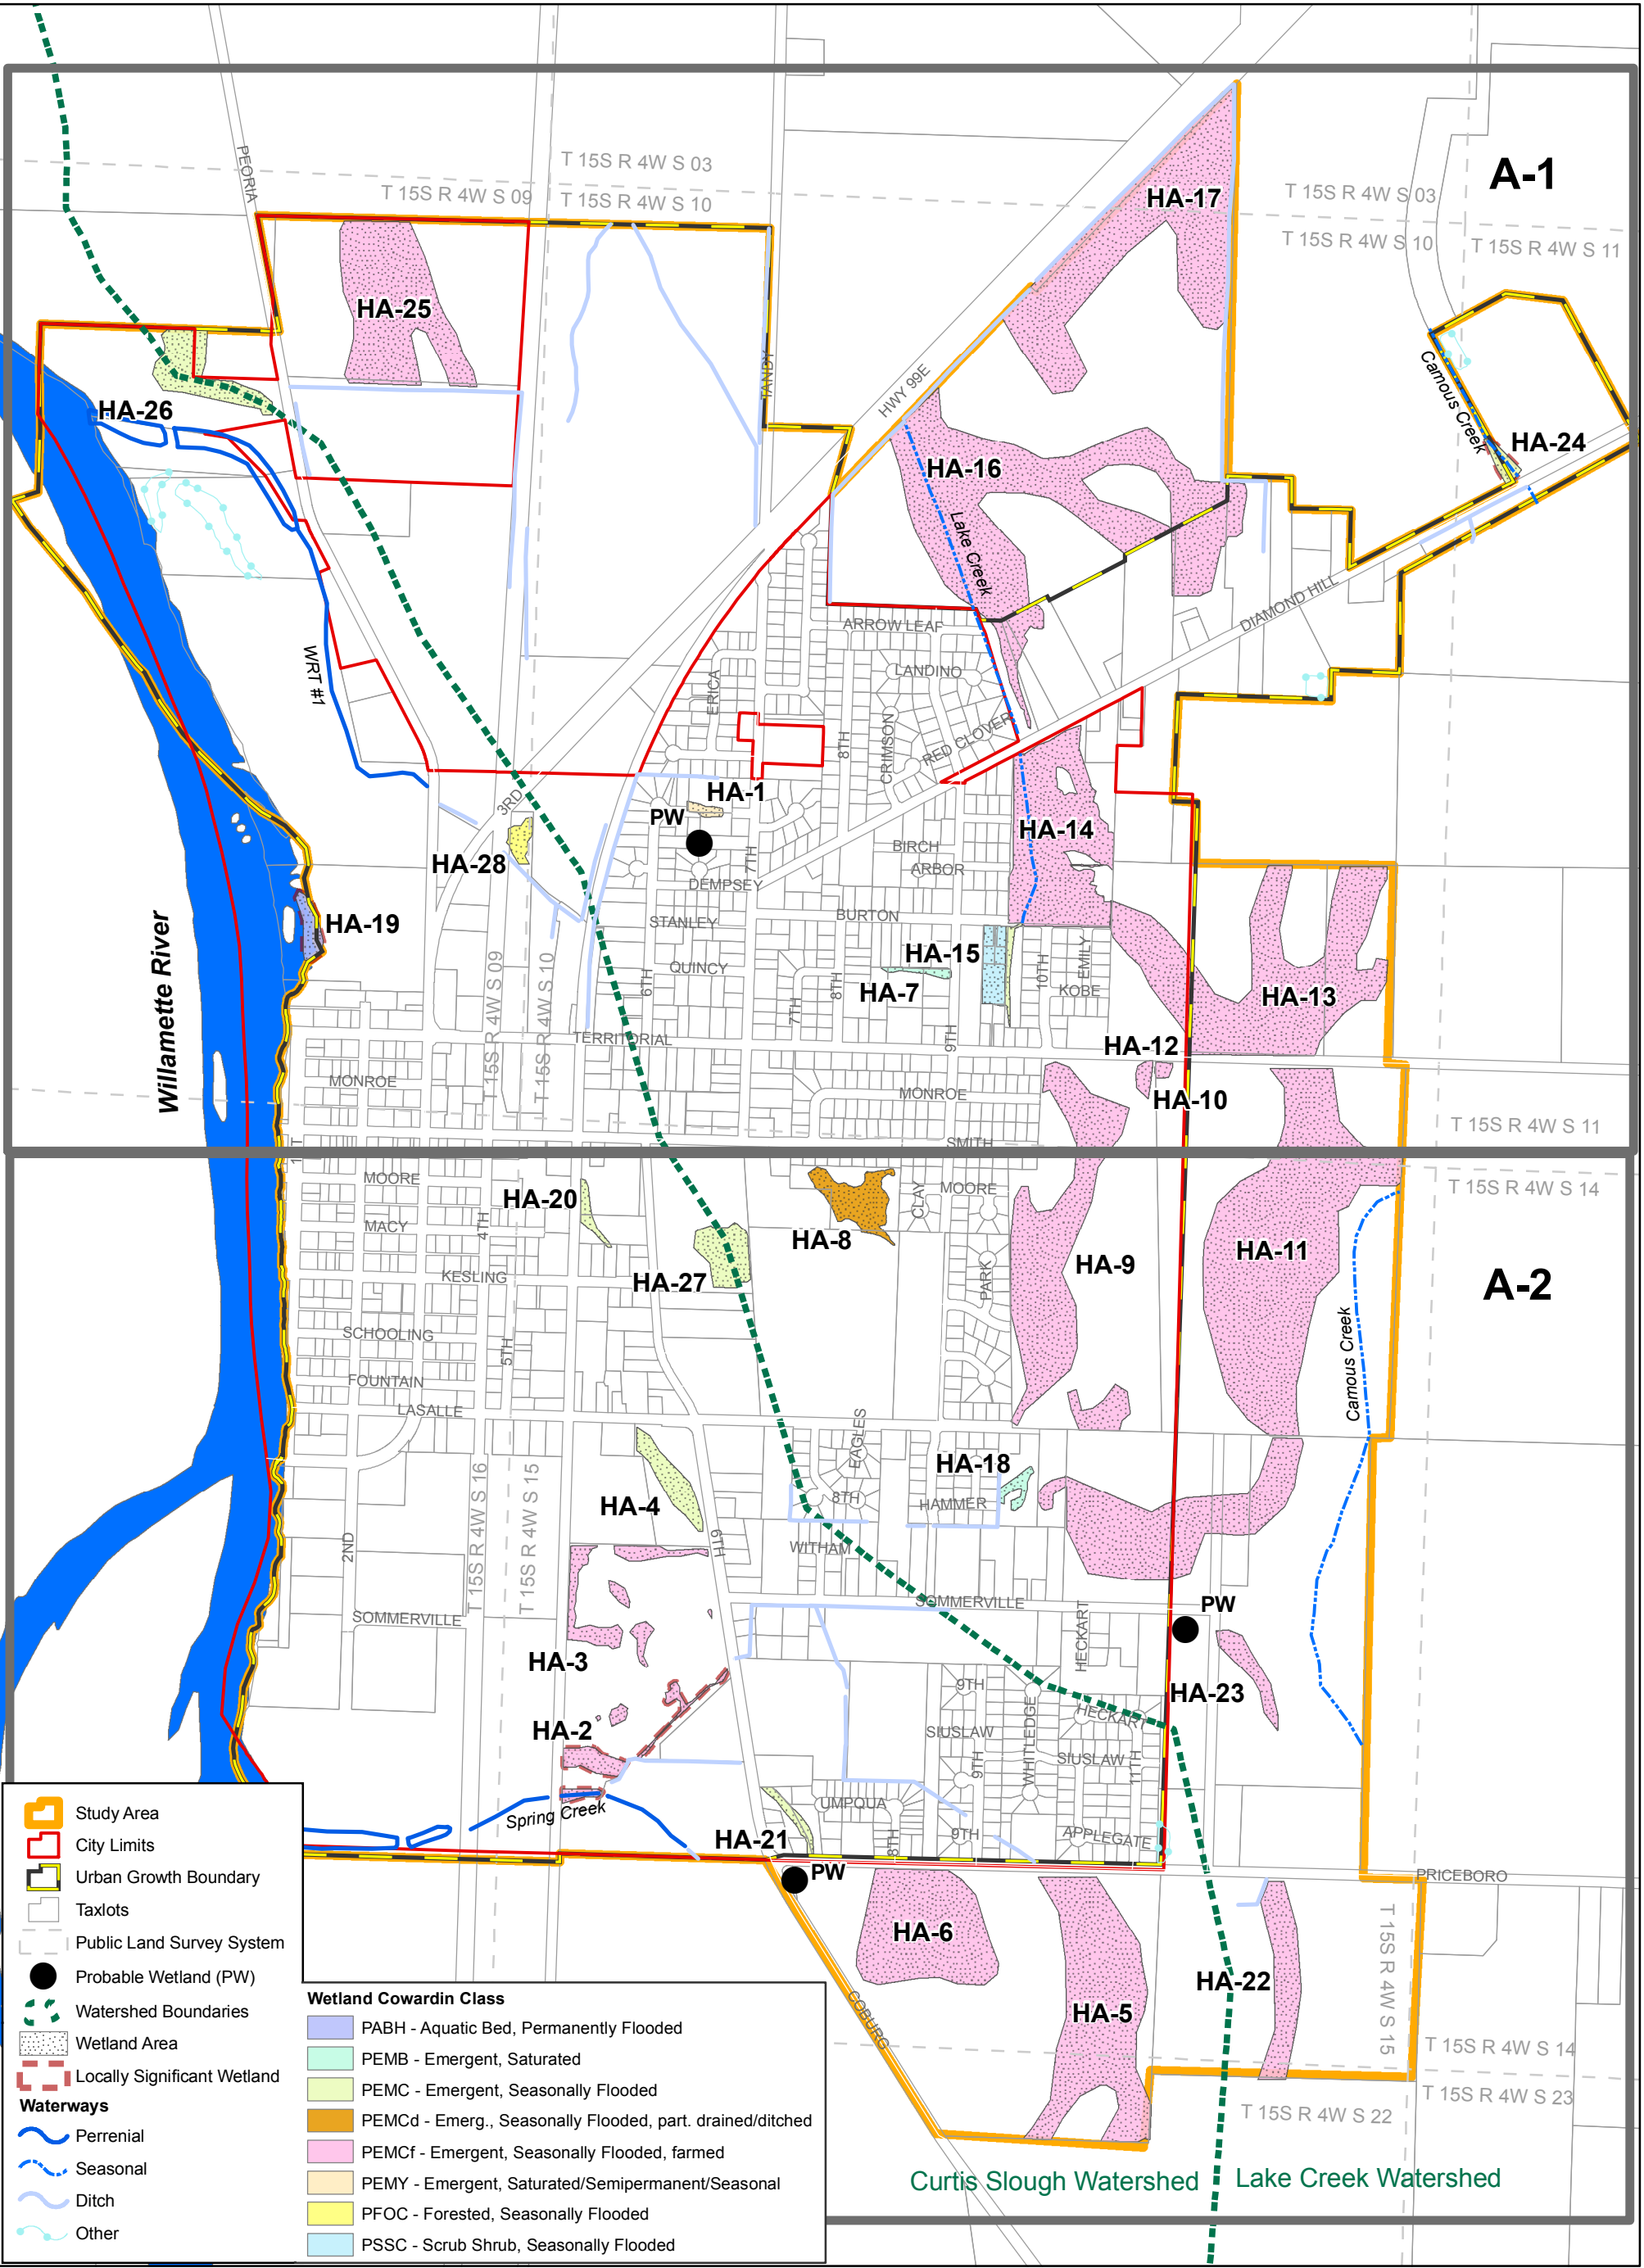 A-1
T 15S R 4W S 03
T 15S R 4W S 09
T 15S R 4W S 10
T 15S R 4W S 03
T 15S R 4W S 10
T 15S R 4W S 11
PEORIA
HA-17
HA-25
TANDY
HWY 99E
Camous Creek
HA-26
HA-24
HA-16
Lake Creek
DIAMOND HILL
ARROW LEAF
WRT #1
LANDINO
ERICA
8TH
CRIMSON
RED CLOVER
HA-1
3RD
PW
HA-14
BIRCH
HA-28
7TH
ARBOR
DEMPSEY
BURTON
HA-19
STANLEY
HA-15
QUINCY
6TH
8TH
7TH
HA-7
10TH
EMILY
KOBE
HA-13
Willamette River
T 15S R 4W S 09
T 15S R 4W S 10
TERRITORIAL
9TH
HA-12
MONROE
MONROE
HA-10
SMITH
T 15S R 4W S 11
MOORE
HA-20
MOORE
CLAY
T 15S R 4W S 14
MACY
4TH
HA-8
HA-11
A-2
KESLING
HA-27
PARK
HA-9
SCHOOLING
5TH
Camous Creek
FOUNTAIN
LASALLE
EAGLES
HA-18
T 15S R 4W S 16
T 15S R 4W S 15
HA-4
8TH
HAMMER
2ND
6TH
WITHAM
SOMMERVILLE
SOMMERVILLE
PW
HECKART
HA-3
9TH
HA-23
HA-2
SIUSLAW
WHITLEDGE
HECKART
9TH
SIUSLAW
11TH
Spring Creek
UMPQUA
HA-21
8TH
9TH
APPLEGATE
PW
PRICEBORO
HA-6
HA-22
HA-5
COBURG
T 15S R 4W S 15
T 15S R 4W S 14
T 15S R 4W S 23
T 15S R 4W S 22
Curtis Slough Watershed
Lake Creek Watershed
Study Area
City Limits
Urban Growth Boundary
Taxlots
Public Land Survey System
Probable Wetland (PW)
Watershed Boundaries
Wetland Area
Locally Significant Wetland
Waterways
Perrenial
Seasonal
Ditch
Other
Wetland Cowardin Class
PABH - Aquatic Bed, Permanently Flooded
PEMB - Emergent, Saturated
PEMC - Emergent, Seasonally Flooded
PEMCd - Emerg., Seasonally Flooded, part. drained/ditched
PEMCf - Emergent, Seasonally Flooded, farmed
PEMY - Emergent, Saturated/Semipermanent/Seasonal
PFOC - Forested, Seasonally Flooded
PSSC - Scrub Shrub, Seasonally Flooded